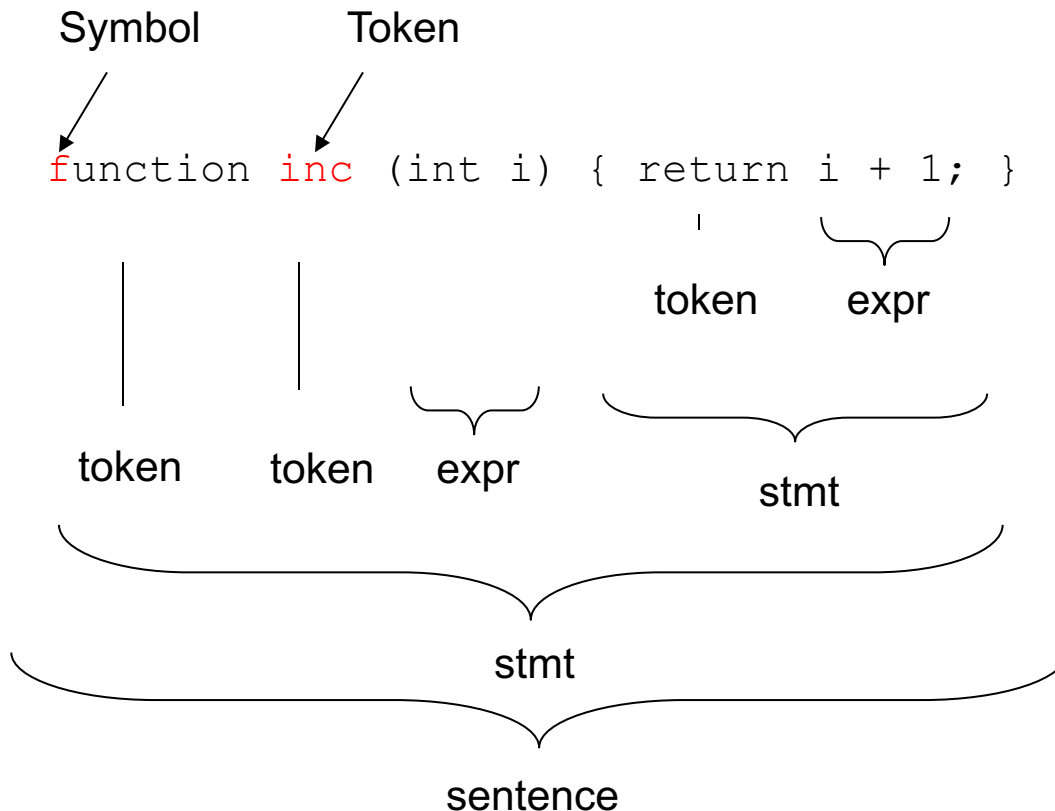 Symbol Token
function inc (int i) { return i + 1; }
token expr
token token expr
stmt
stmt
sentence